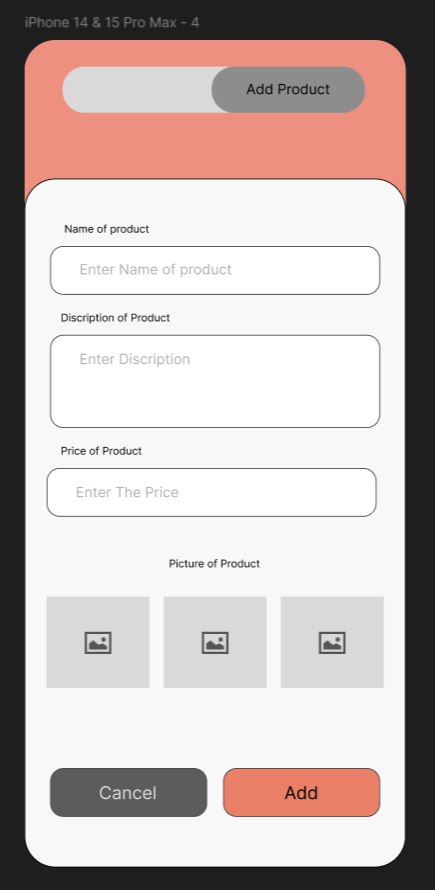 iPhone 14 & 15 Pro Max - 4
Add Product
Name of product
Enter Name of product
Discription of Product
Enter Discription
Price of Product
Enter The Price
Picture of Product
Cancel
Add